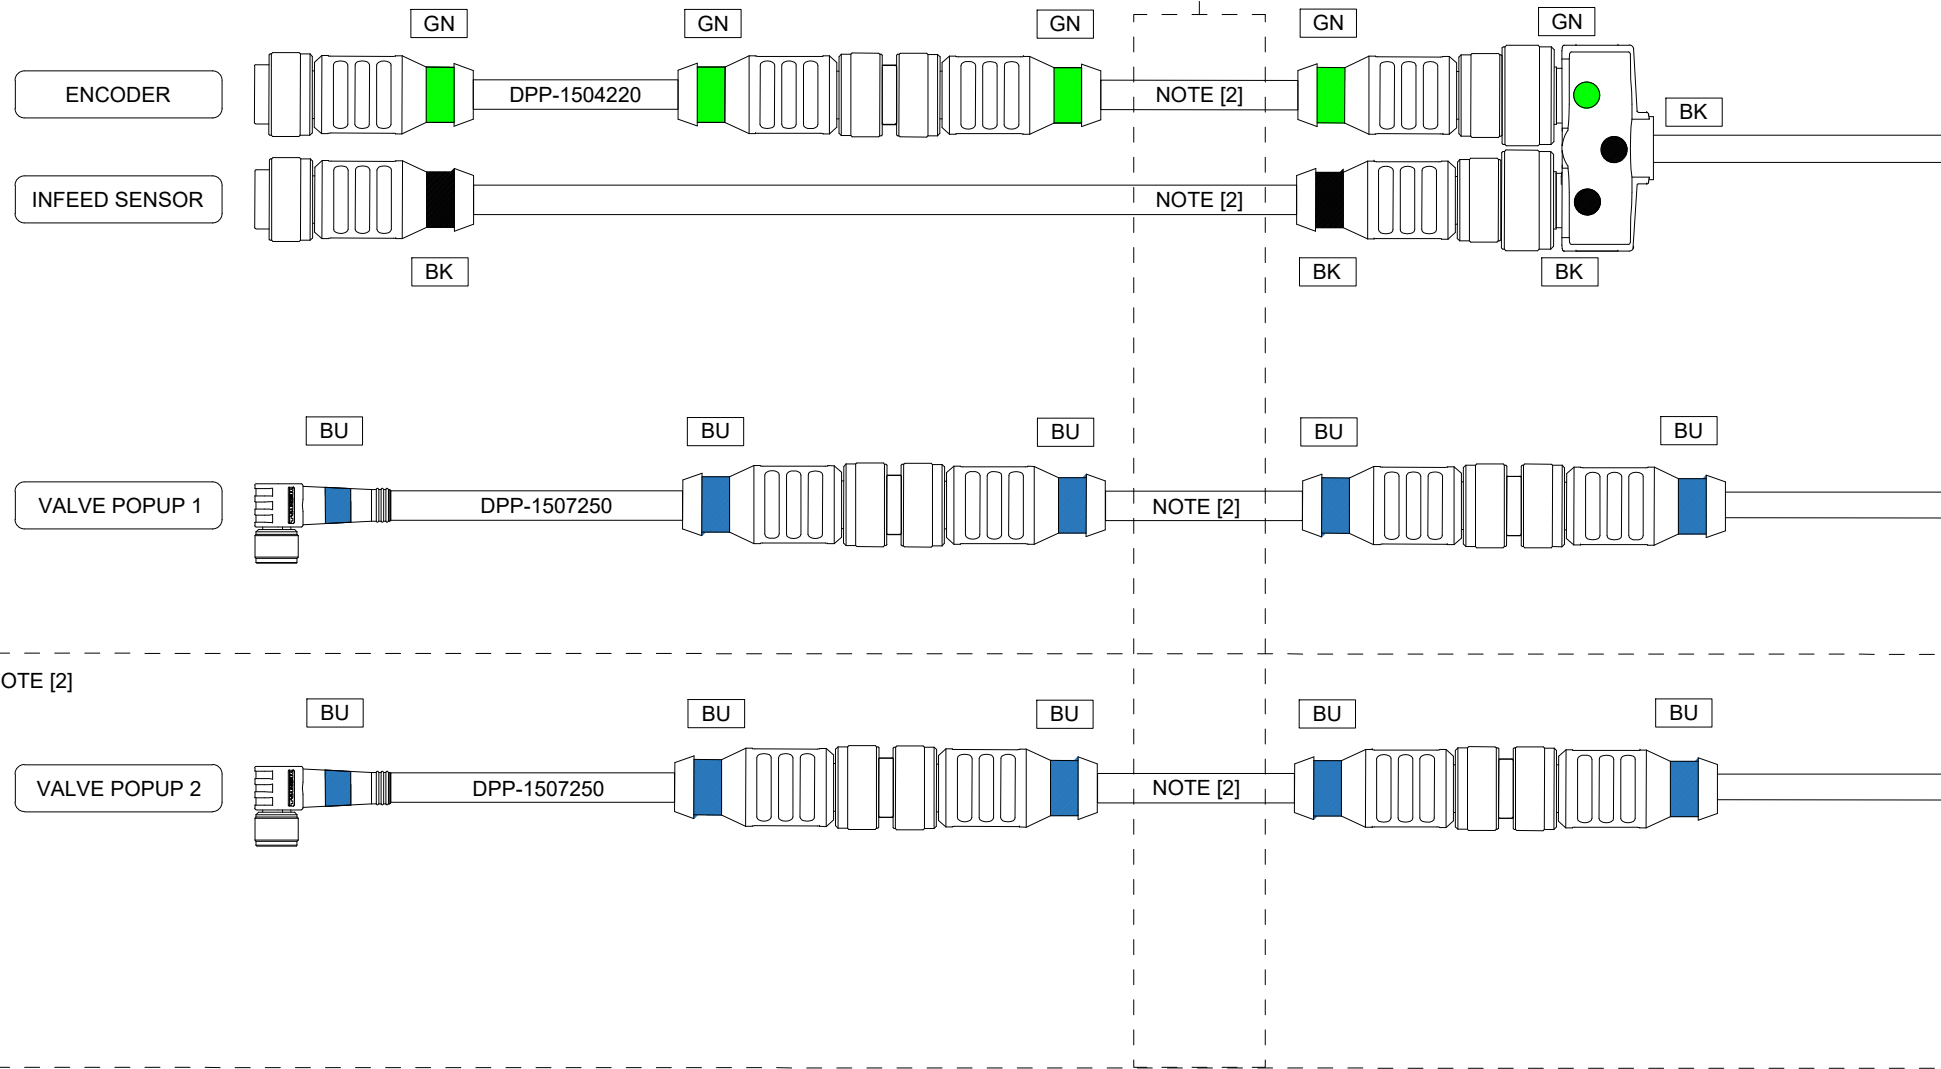 GN GN GN GN GN
ENCODER DPP-1504220 NOTE [2] BK
INFEED SENSOR NOTE [2]
BK BK BK
BU BU BU BU BU
VALVE POPUP 1 DPP-1507250 NOTE [2]
OTE [2]
BU BU BU BU BU
VALVE POPUP 2 DPP-1507250 NOTE [2]